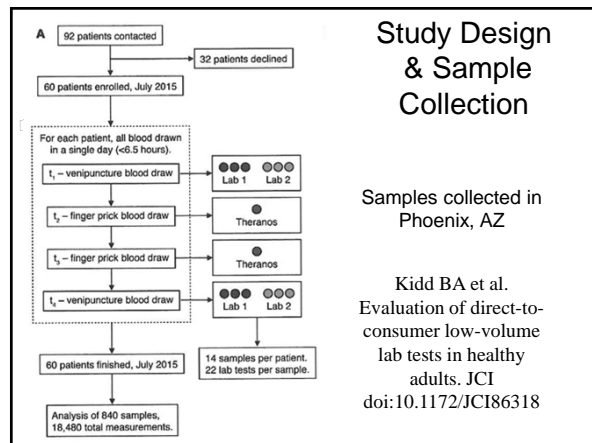 A
92 patients contacted
32 patients declined
60 patients enrolled, July 2015
For each patient, all blood drawn
in a single day (<6.5 hours).
t₁ – venipuncture blood draw
Lab 1 Lab 2
t₂ – finger prick blood draw
Theranos
t₃ – finger prick blood draw
Theranos
t₄ – venipuncture blood draw
Lab 1 Lab 2
60 patients finished, July 2015
14 samples per patient.
22 lab tests per sample.
Analysis of 840 samples,
18,480 total measurements.
Study Design
& Sample
Collection
Samples collected in
Phoenix, AZ
Kidd BA et al.
Evaluation of direct-to-
consumer low-volume
lab tests in healthy
adults. JCI
doi:10.1172/JCI86318